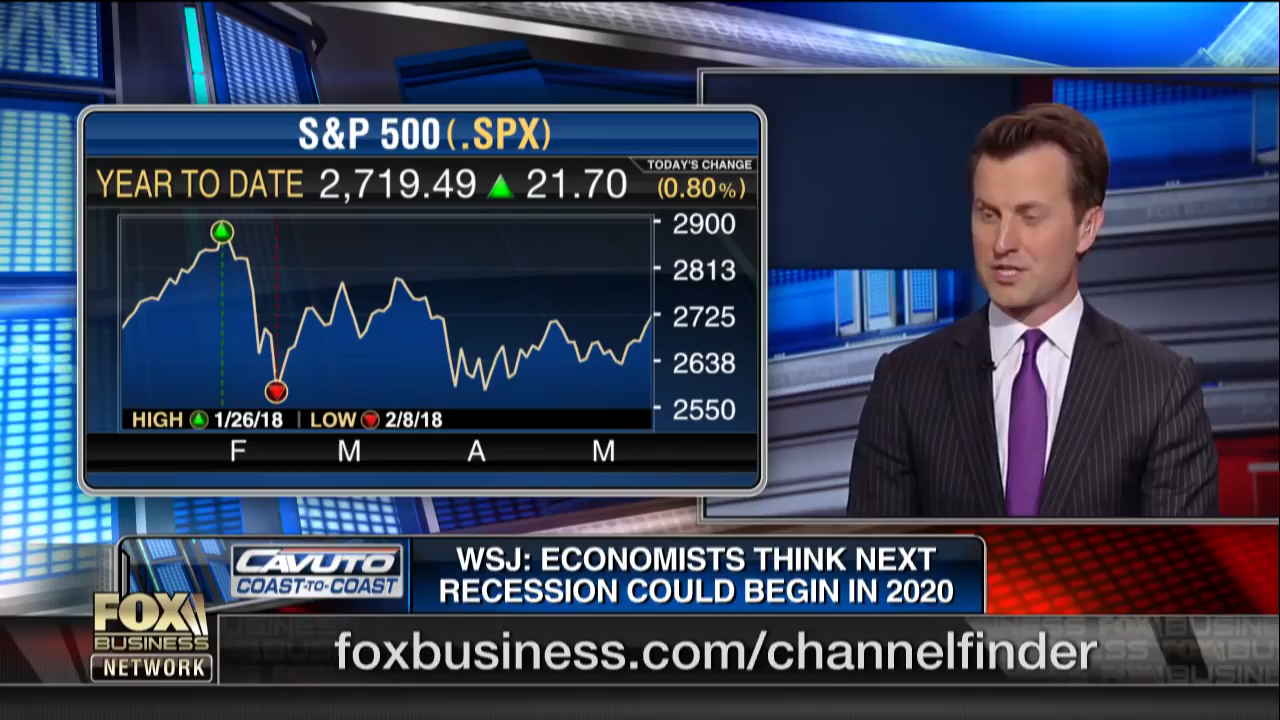 S&P 500 (.SPX)
TODAY'S CHANGE
YEAR TO DATE 2,719.49 21.70 (0.80%)
2900
2813
2725
2638
2550
HIGH 1/26/18 | LOW 2/8/18
F M A M
CAVUTO
COAST-TO-COAST
WSJ: ECONOMISTS THINK NEXT
RECESSION COULD BEGIN IN 2020
FOX
BUSINESS
NETWORK
foxbusiness.com/channelfinder